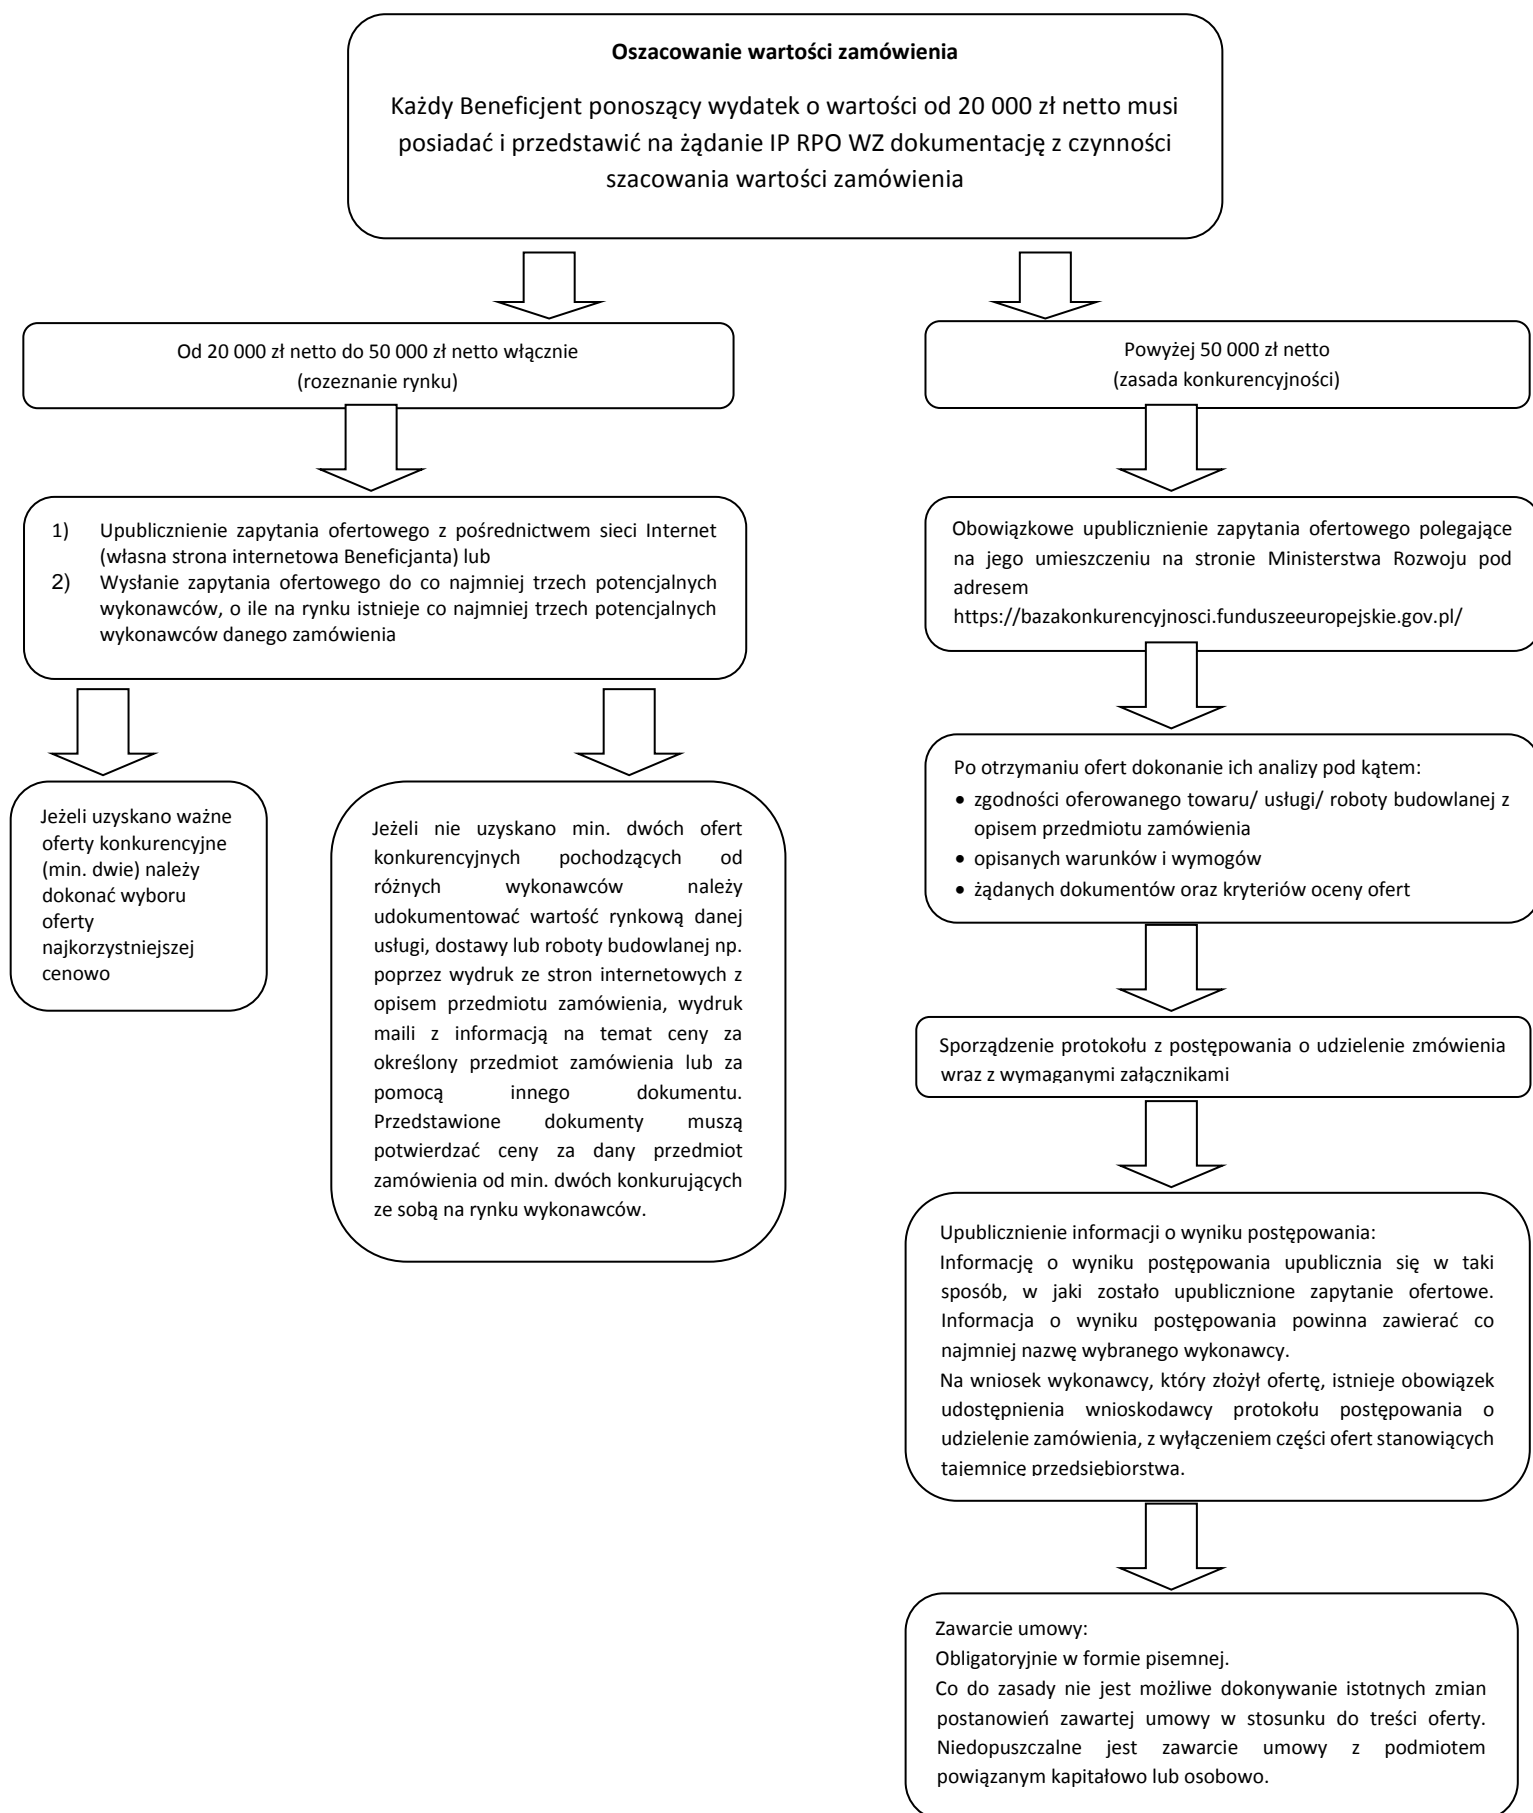 Oszacowanie wartości zamówienia
Każdy Beneficjent ponoszący wydatek o wartości od 20 000 zł netto musi
posiadać i przedstawić na żądanie IP RPO WZ dokumentację z czynności
szacowania wartości zamówienia
Od 20 000 zł netto do 50 000 zł netto włącznie
(rozeznanie rynku)
1) Upublicznienie zapytania ofertowego z pośrednictwem sieci Internet
(własna strona internetowa Beneficjanta) lub
2) Wysłanie zapytania ofertowego do co najmniej trzech potencjalnych
wykonawców, o ile na rynku istnieje co najmniej trzech potencjalnych
wykonawców danego zamówienia
Jeżeli uzyskano ważne
oferty konkurencyjne
(min. dwie) należy
dokonać wyboru
oferty
najkorzystniejszej
cenowo
Jeżeli nie uzyskano min. dwóch ofert
konkurencyjnych pochodzących od
różnych wykonawców należy
udokumentować wartość rynkową danej
usługi, dostawy lub roboty budowlanej np.
poprzez wydruk ze stron internetowych z
opisem przedmiotu zamówienia, wydruk
maili z informacją na temat ceny za
określony przedmiot zamówienia lub za
pomocą innego dokumentu.
Przedstawione dokumenty muszą
potwierdzać ceny za dany przedmiot
zamówienia od min. dwóch konkurujących
ze sobą na rynku wykonawców.
Powyżej 50 000 zł netto
(zasada konkurencyjności)
Obowiązkowe upublicznienie zapytania ofertowego polegające
na jego umieszczeniu na stronie Ministerstwa Rozwoju pod
adresem
https://bazakonkurencyjnosci.funduszeeuropejskie.gov.pl/
Po otrzymaniu ofert dokonanie ich analizy pod kątem:
• zgodności oferowanego towaru/ usługi/ roboty budowlanej z
opisem przedmiotu zamówienia
• opisanych warunków i wymogów
• żądanych dokumentów oraz kryteriów oceny ofert
Sporządzenie protokołu z postępowania o udzielenie zmówienia
wraz z wymaganymi załącznikami
Upublicznienie informacji o wyniku postępowania:
Informację o wyniku postępowania upublicznia się w taki
sposób, w jaki zostało upublicznione zapytanie ofertowe.
Informacja o wyniku postępowania powinna zawierać co
najmniej nazwę wybranego wykonawcy.
Na wniosek wykonawcy, który złożył ofertę, istnieje obowiązek
udostępnienia wnioskodawcy protokołu postępowania o
udzielenie zamówienia, z wyłączeniem części ofert stanowiących
tajemnicę przedsiębiorstwa.
Zawarcie umowy:
Obligatoryjnie w formie pisemnej.
Co do zasady nie jest możliwe dokonywanie istotnych zmian
postanowień zawartej umowy w stosunku do treści oferty.
Niedopuszczalne jest zawarcie umowy z podmiotem
powiązanym kapitałowo lub osobowo.